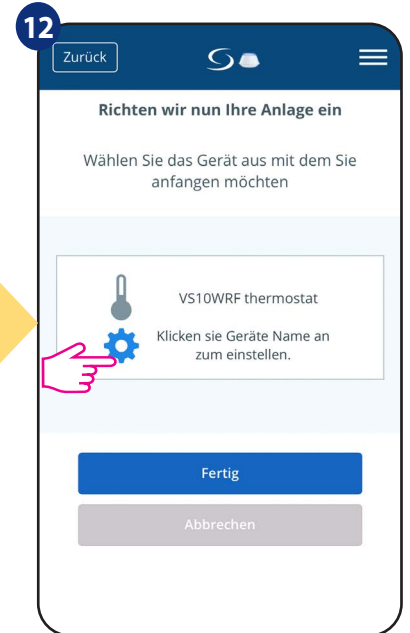 12
Zurück
Richten wir nun Ihre Anlage ein
Wählen Sie das Gerät aus mit dem Sie
anfangen möchten
VS10WRF thermostat
Klicken sie Geräte Name an
zum einstellen.
Fertig
Abbrechen